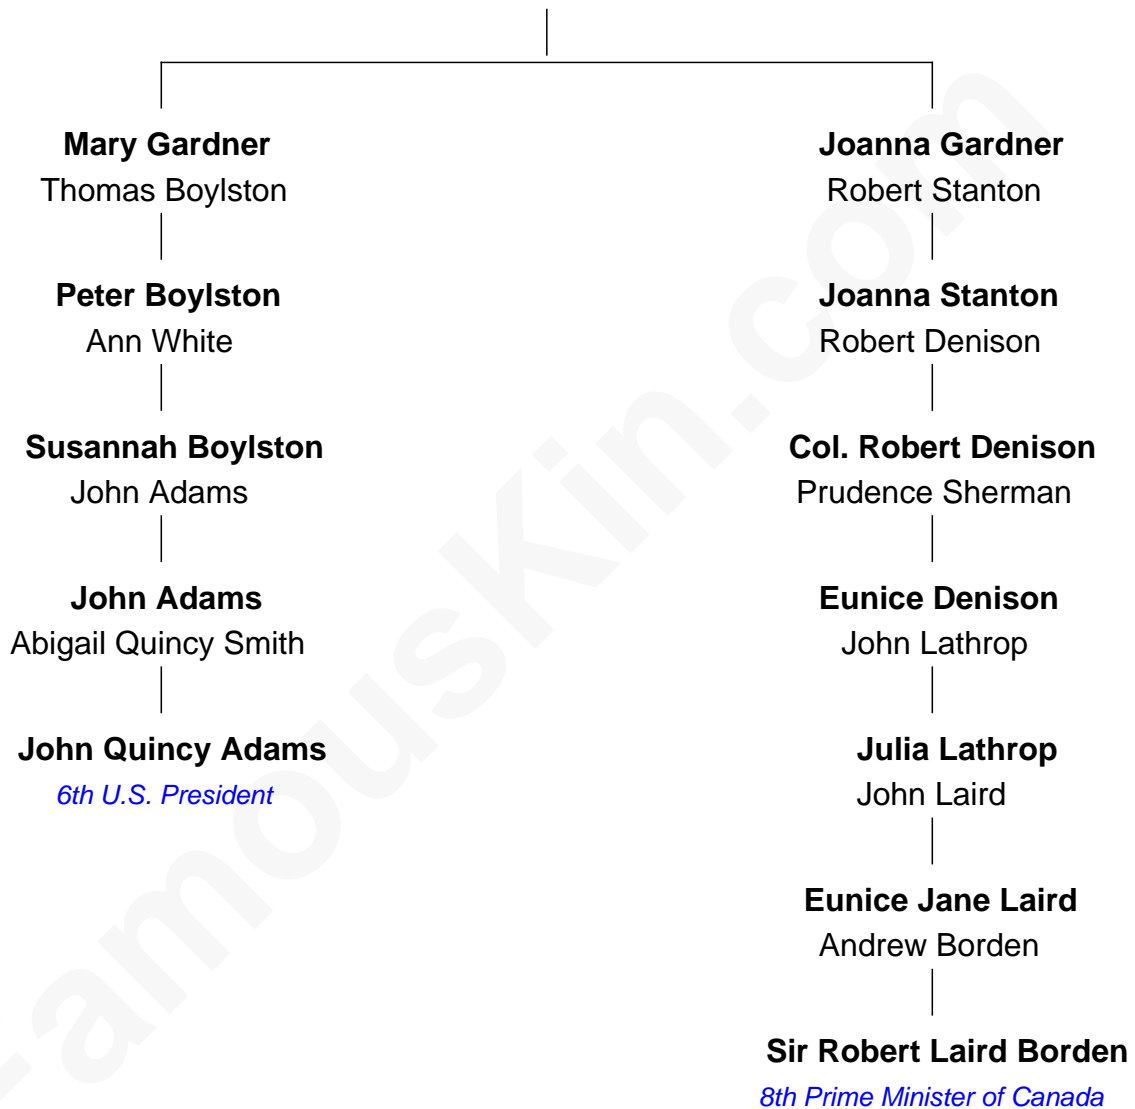 Mary Gardner
Thomas Boylston
Peter Boylston
Ann White
Susannah Boylston
John Adams
John Adams
Abigail Quincy Smith
John Quincy Adams
6th U.S. President
Joanna Gardner
Robert Stanton
Joanna Stanton
Robert Denison
Col. Robert Denison
Prudence Sherman
Eunice Denison
John Lathrop
Julia Lathrop
John Laird
Eunice Jane Laird
Andrew Borden
Sir Robert Laird Borden
8th Prime Minister of Canada
amousKin.com